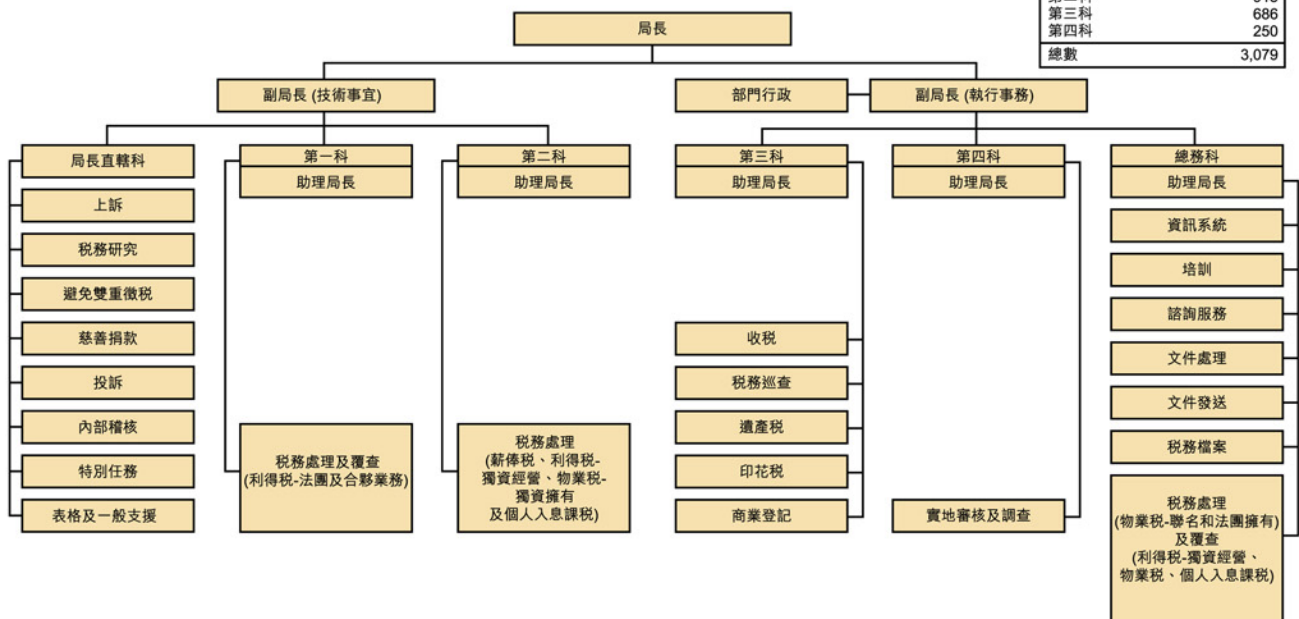 第三科 686
第四科 250
總數 3,079
局長
副局長 (技術事宜)
部門行政
副局長 (執行事務)
局長直轄科
上訴
稅務研究
避免雙重徵稅
慈善捐款
投訴
內部稽核
特別任務
表格及一般支援
第一科
助理局長
稅務處理及覆查
(利得稅-法團及合夥業務)
第二科
助理局長
稅務處理
(薪俸稅、利得稅-
獨資經營、物業稅-
獨資擁有
及個人入息課稅)
第三科
助理局長
收稅
稅務巡查
遺產稅
印花稅
商業登記
第四科
助理局長
實地審核及調查
總務科
助理局長
資訊系統
培訓
諮詢服務
文件處理
文件發送
稅務檔案
稅務處理
(物業稅-聯名和法團擁有)
及覆查
(利得稅-獨資經營、
物業稅、個人入息課稅)